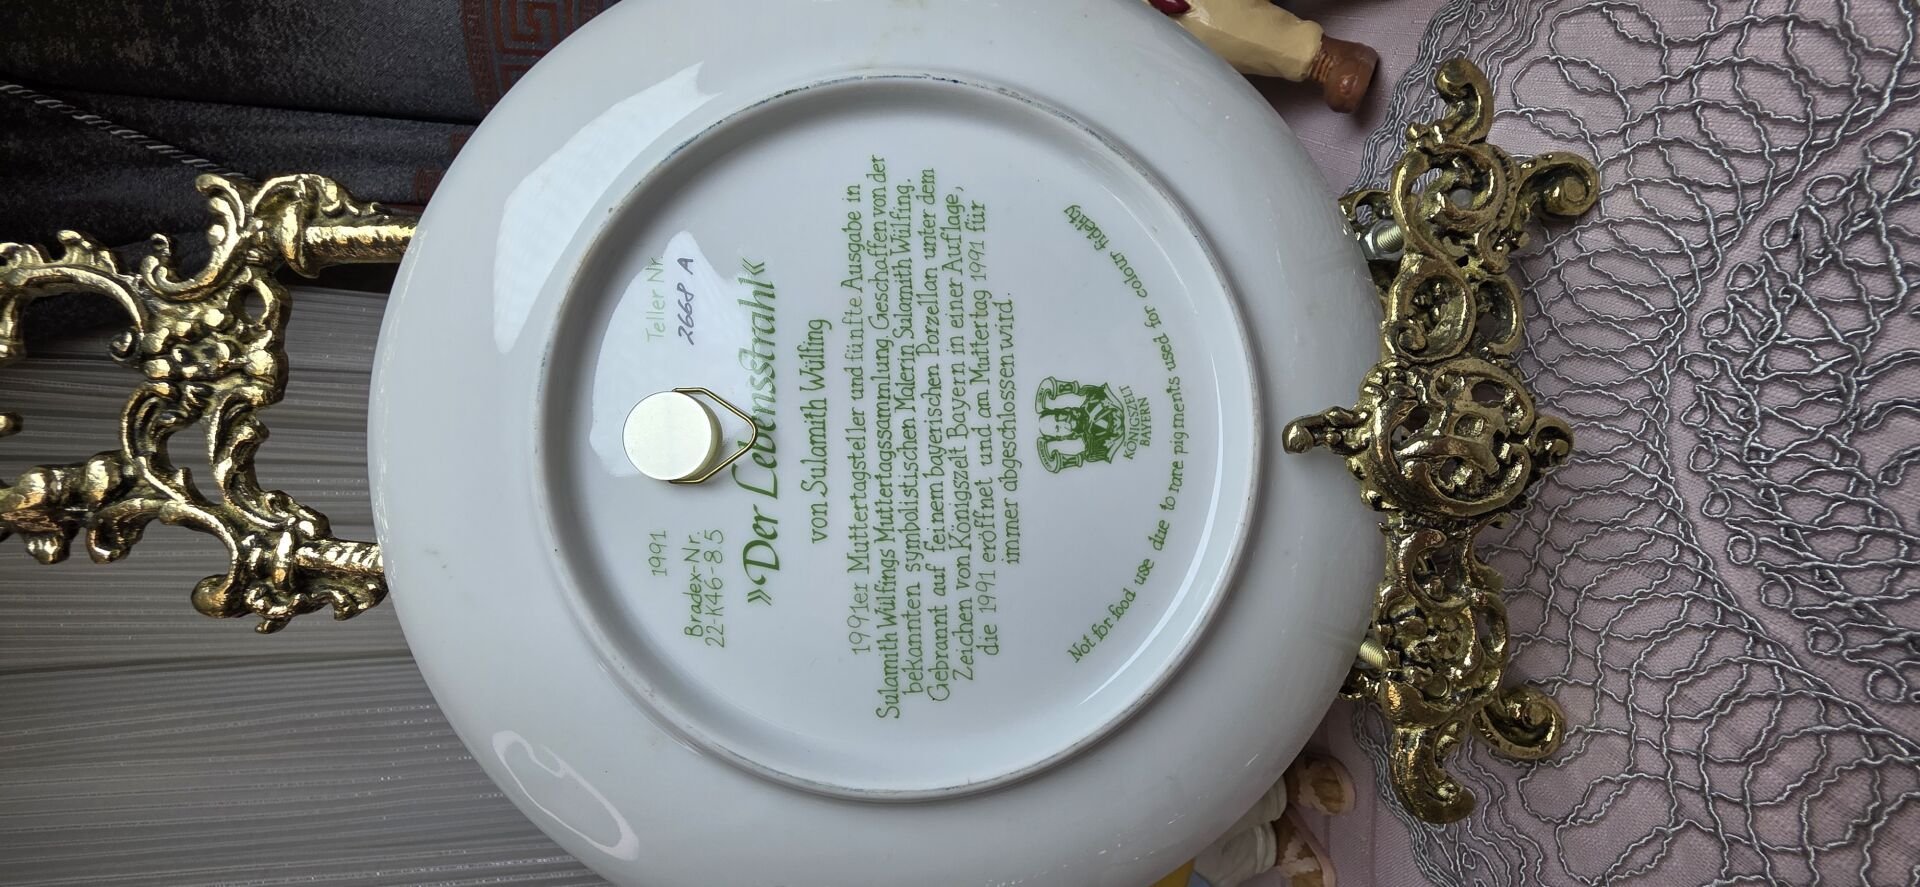 1991
Bradex-Nr.
22-K46-8.5
Teller Nr.
2668 A
»Der Lebensstrahl«
von Sulamith Wülfing
1991er Muttertagsteller und fünfte Ausgabe in
Sulamith Wülfings Muttertagssammlung. Geschaffen von der
bekannten symbolistischen Malerin Sulamith Wülfing.
Gebrannt auf feinem bayerischen Porzellan unter dem
Zeichen von Königszelt Bayern in einer Auflage,
die 1991 eröffnet und am Muttertag 1991 für
immer abgeschlossen wird.
KÖNIGSZELT
BAYERN
Not for food use due to rare pigments used for colour fidelity